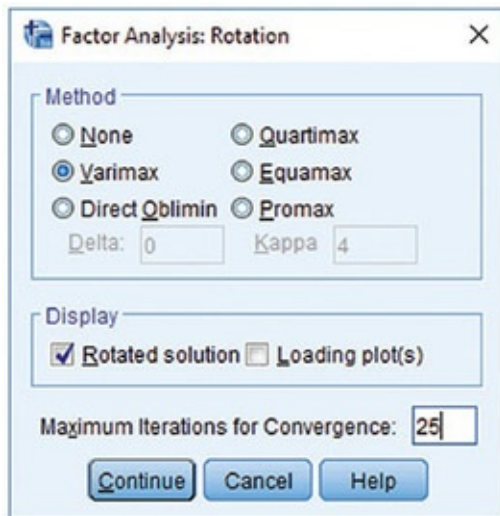 Factor Analysis: Rotation
Method
None Quartimax
Varimax Equamax
Direct Oblimin Promax
Delta: 0 Kappa 4
Display
Rotated solution Loading plot(s)
Maximum Iterations for Convergence: 25
Continue Cancel Help